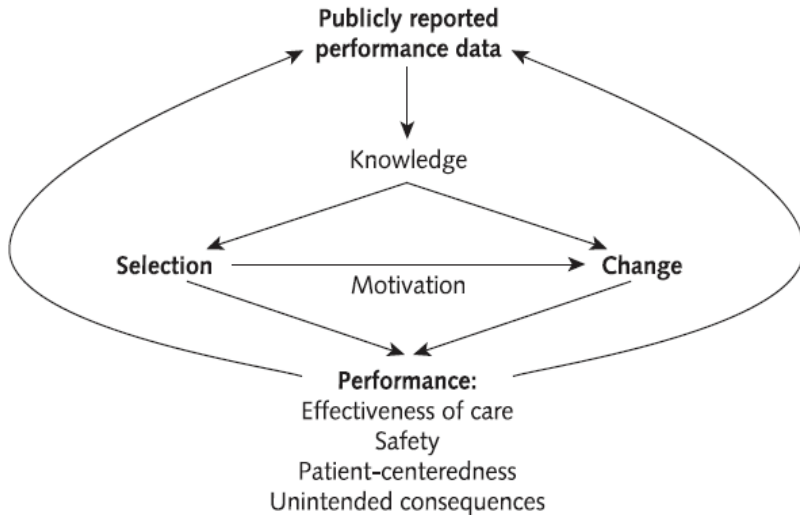 Publicly reported
performance data
Knowledge
Selection
Change
Motivation
Performance:
Effectiveness of care
Safety
Patient-centeredness
Unintended consequences